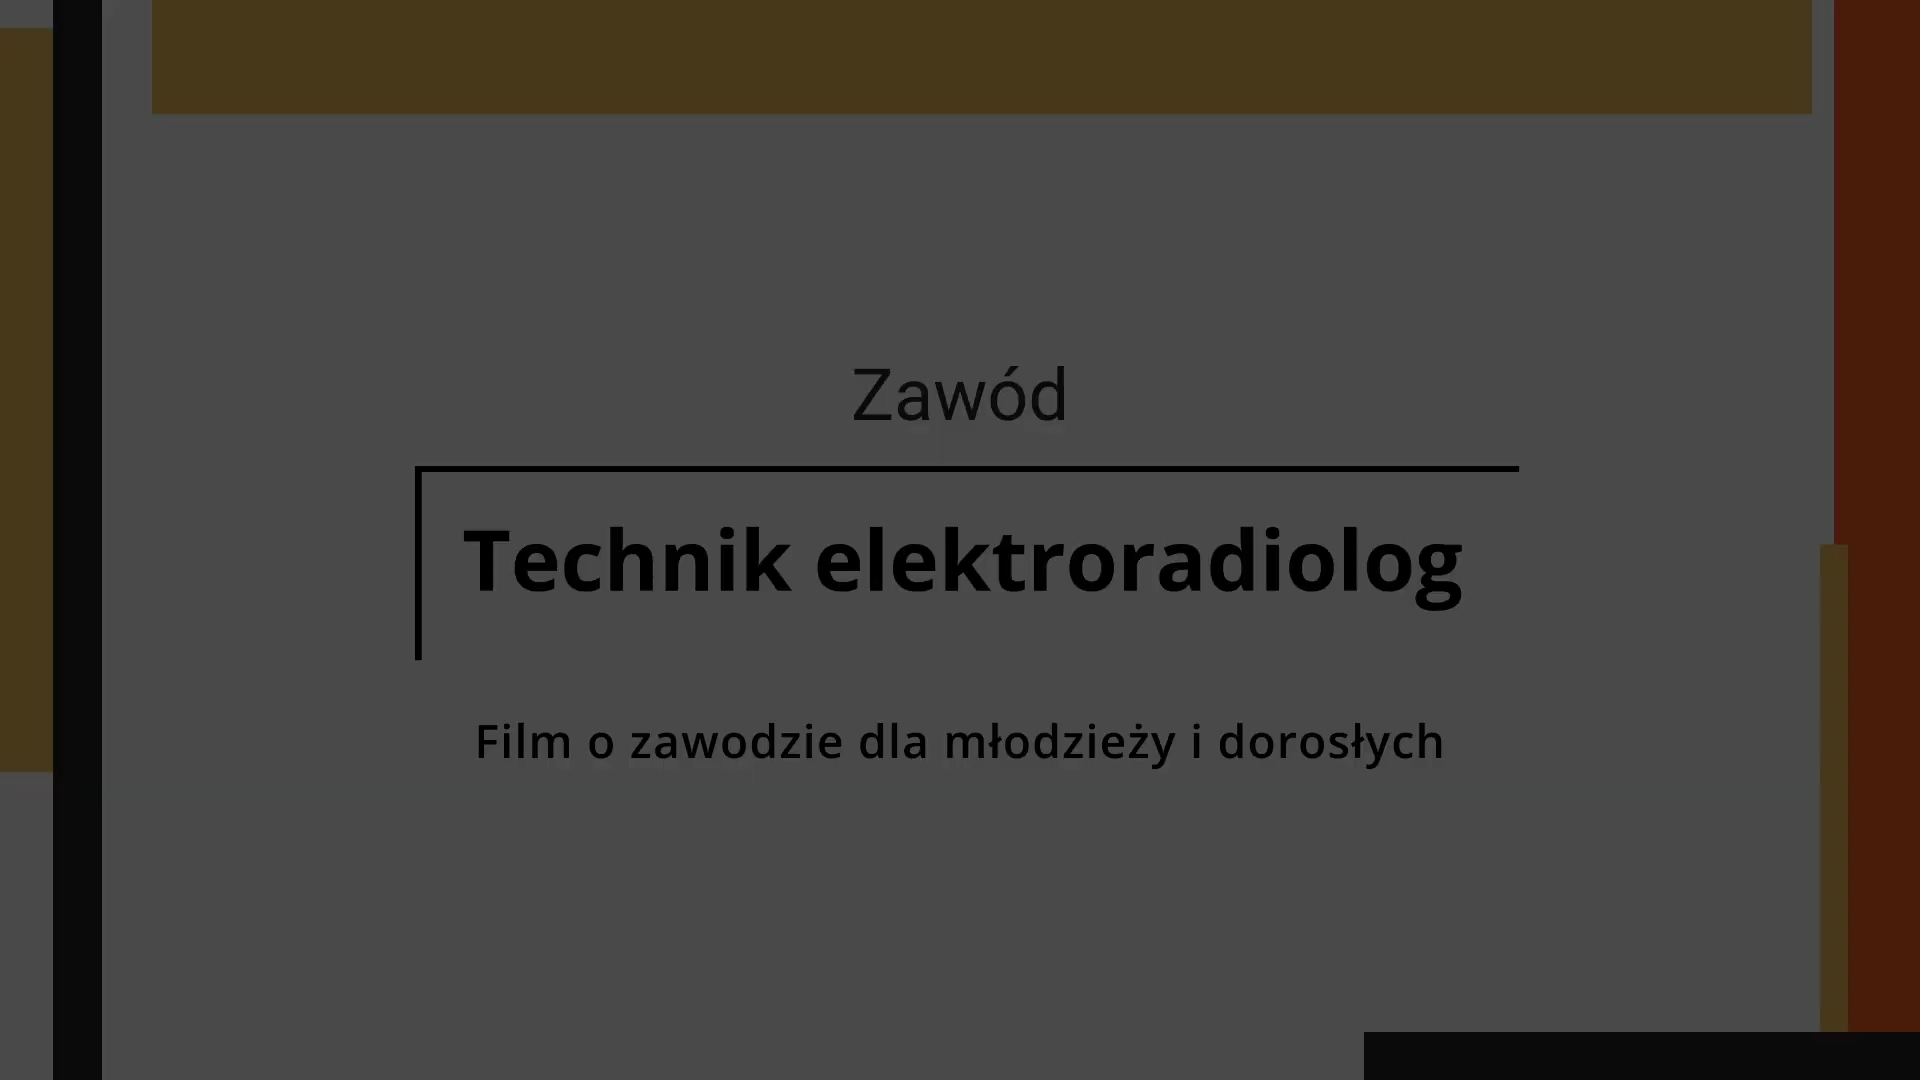 Zawód
Technik elektroradiolog
Film o zawodzie dla młodzieży i dorosłych